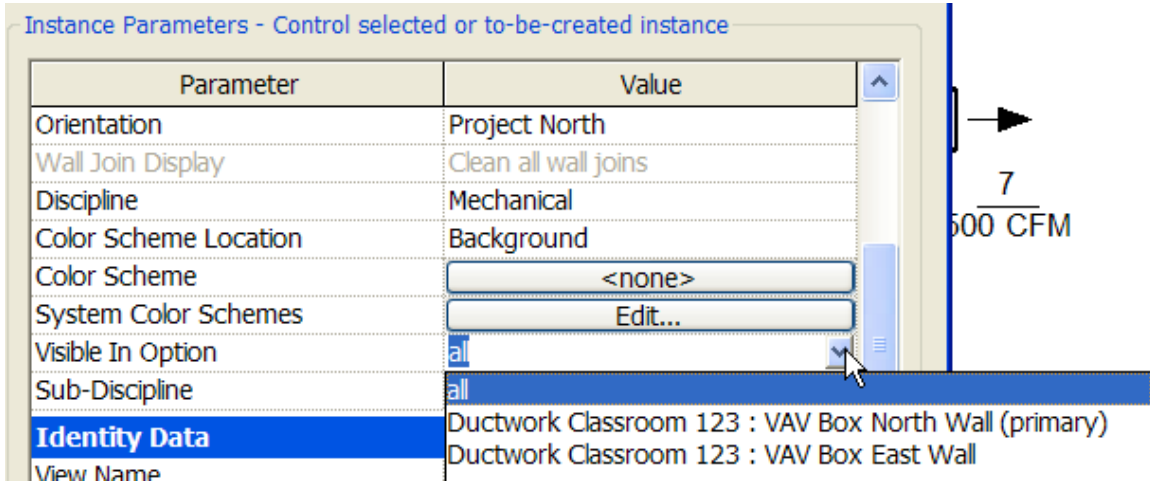 Instance Parameters - Control selected or to-be-created instance
Parameter Value
Orientation Project North
Wall Join Display Clean all wall joins
Discipline Mechanical
Color Scheme Location Background
Color Scheme <none>
System Color Schemes Edit...
Visible In Option all
Sub-Discipline all
Ductwork Classroom 123 : VAV Box North Wall (primary)
Identity Data
Ductwork Classroom 123 : VAV Box East Wall
View Name
7
500 CFM